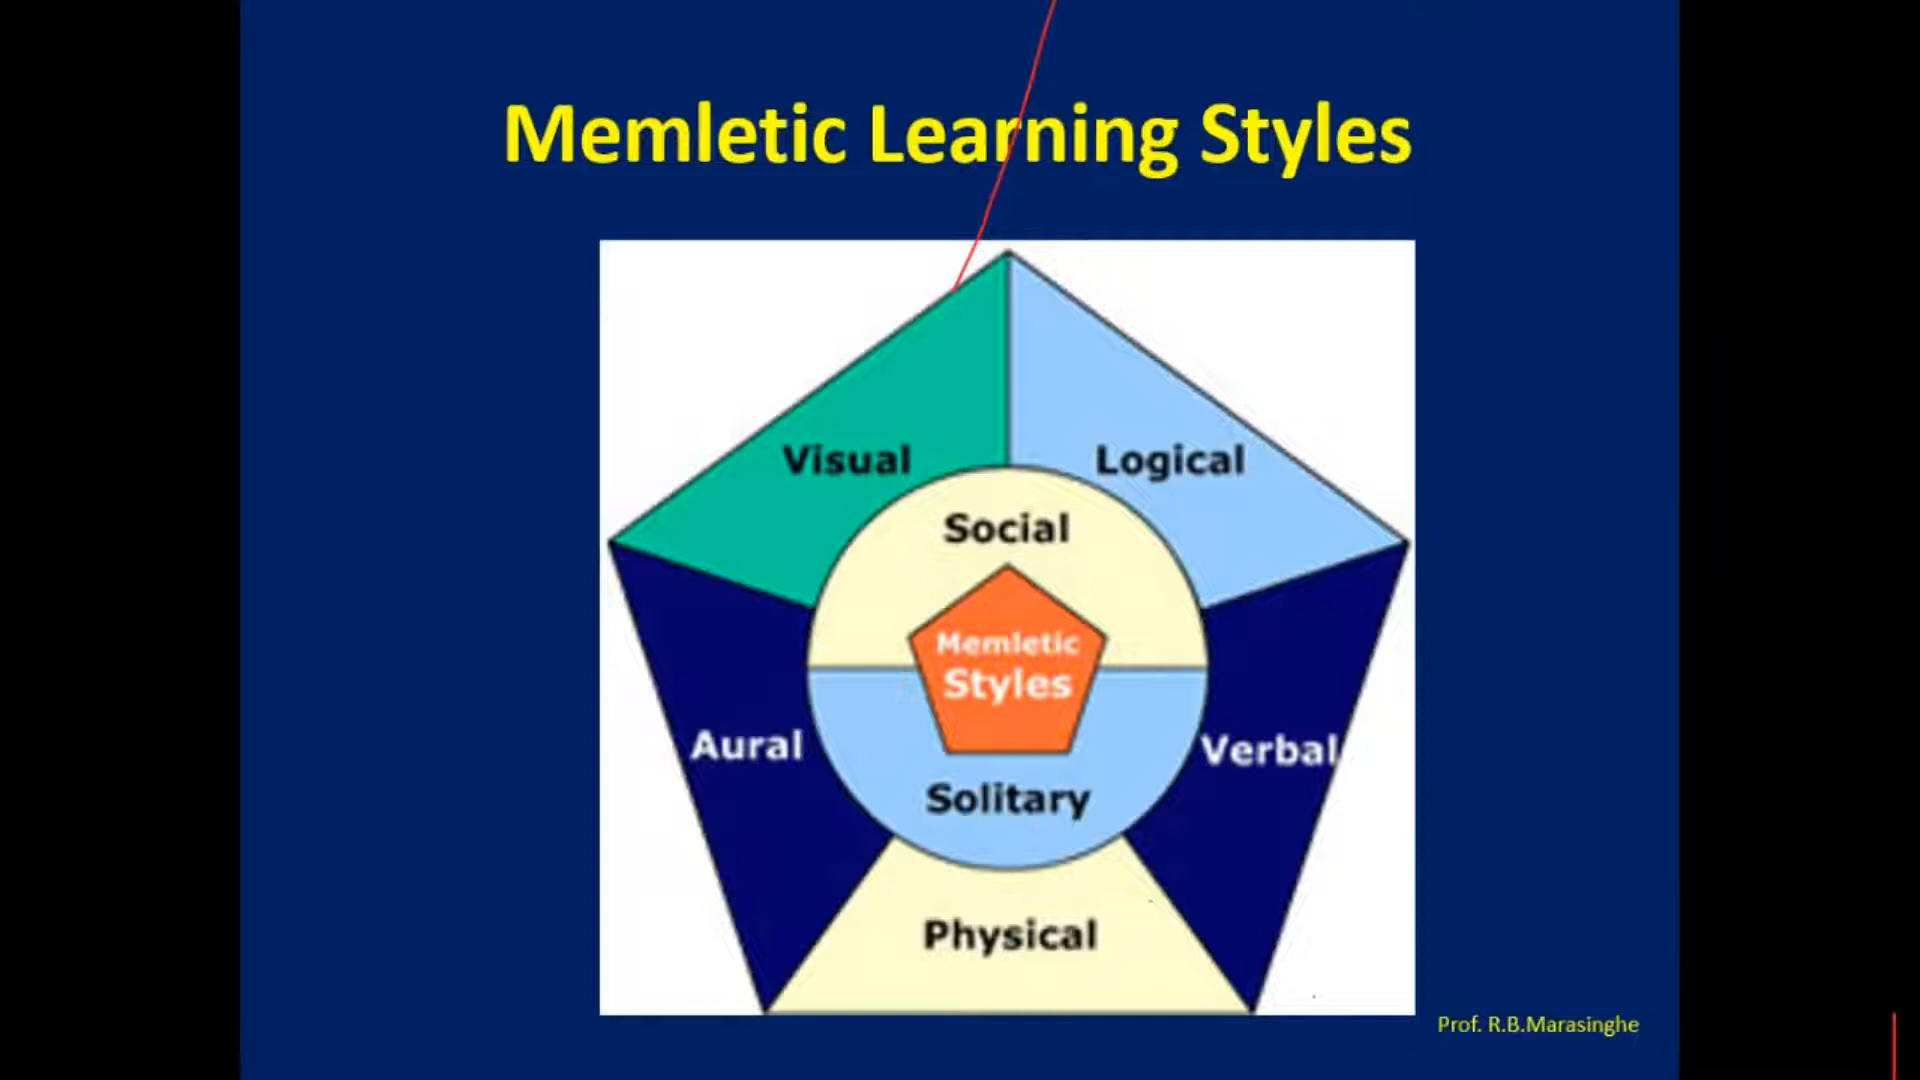 Memletic Learning Styles
Visual
Logical
Social
Memletic
Styles
Aural
Verbal
Solitary
Physical
Prof. R.B.Marasinghe